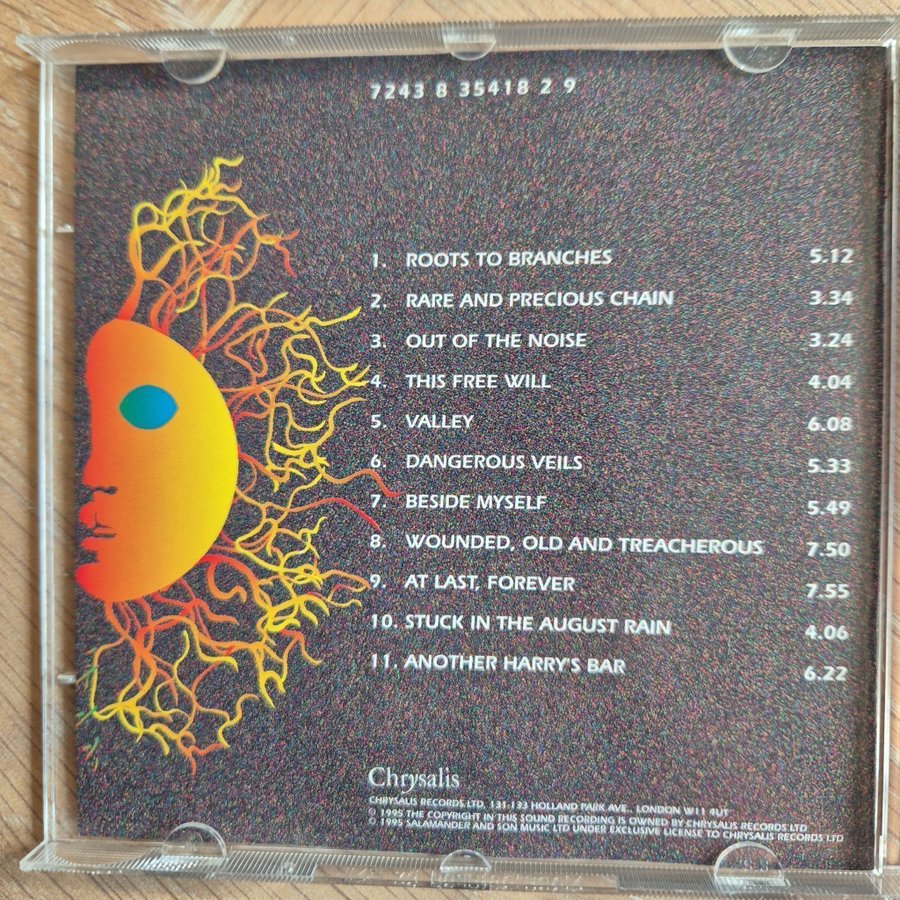 7243 8 35418 2 9
1. ROOTS TO BRANCHES 5.12
2. RARE AND PRECIOUS CHAIN 3.34
3. OUT OF THE NOISE 3.24
4. THIS FREE WILL 4.04
5. VALLEY 6.08
6. DANGEROUS VEILS 5.33
7. BESIDE MYSELF 5.49
8. WOUNDED, OLD AND TREACHEROUS 7.50
9. AT LAST, FOREVER 7.55
10. STUCK IN THE AUGUST RAIN 4.06
11. ANOTHER HARRY'S BAR 6.22
Chrysalis
CHRYSALIS RECORDS LTD, 131-133 HOLLAND PARK AVE., LONDON W11 4UT
℗ 1995 THE COPYRIGHT IN THIS SOUND RECORDING IS OWNED BY CHRYSALIS RECORDS LTD
© 1995 SALAMANDER AND SON MUSIC LTD UNDER EXCLUSIVE LICENSE TO CHRYSALIS RECORDS LTD